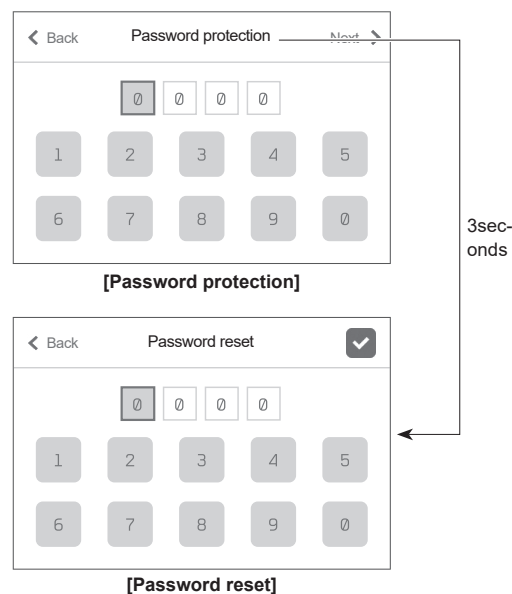 Back Password protection Next
0 0 0 0
1 2 3 4 5
6 7 8 9 0
[Password protection]
3sec-
onds
Back Password reset
0 0 0 0
1 2 3 4 5
6 7 8 9 0
[Password reset]